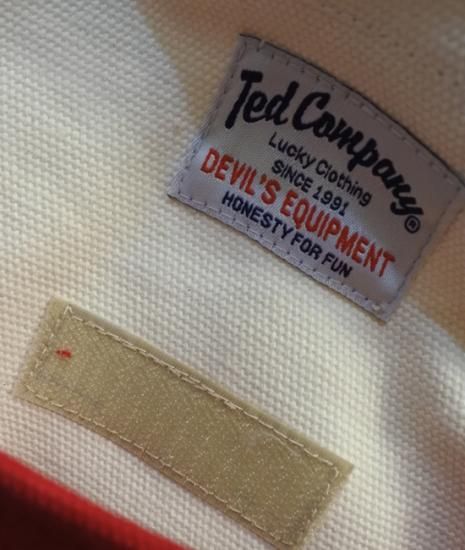 Ted Company®
Lucky Clothing
SINCE 1991
DEVIL'S EQUIPMENT
HONESTY FOR FUN